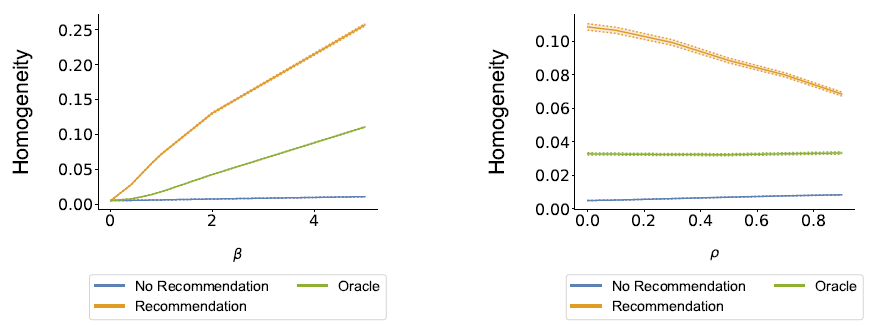 Homogeneity
0.25
0.20
0.15
0.10
0.05
0.00
0 2 4
β
No Recommendation Oracle
Recommendation
Homogeneity
0.10
0.08
0.06
0.04
0.02
0.00
0.0 0.2 0.4 0.6 0.8
ρ
No Recommendation Oracle
Recommendation